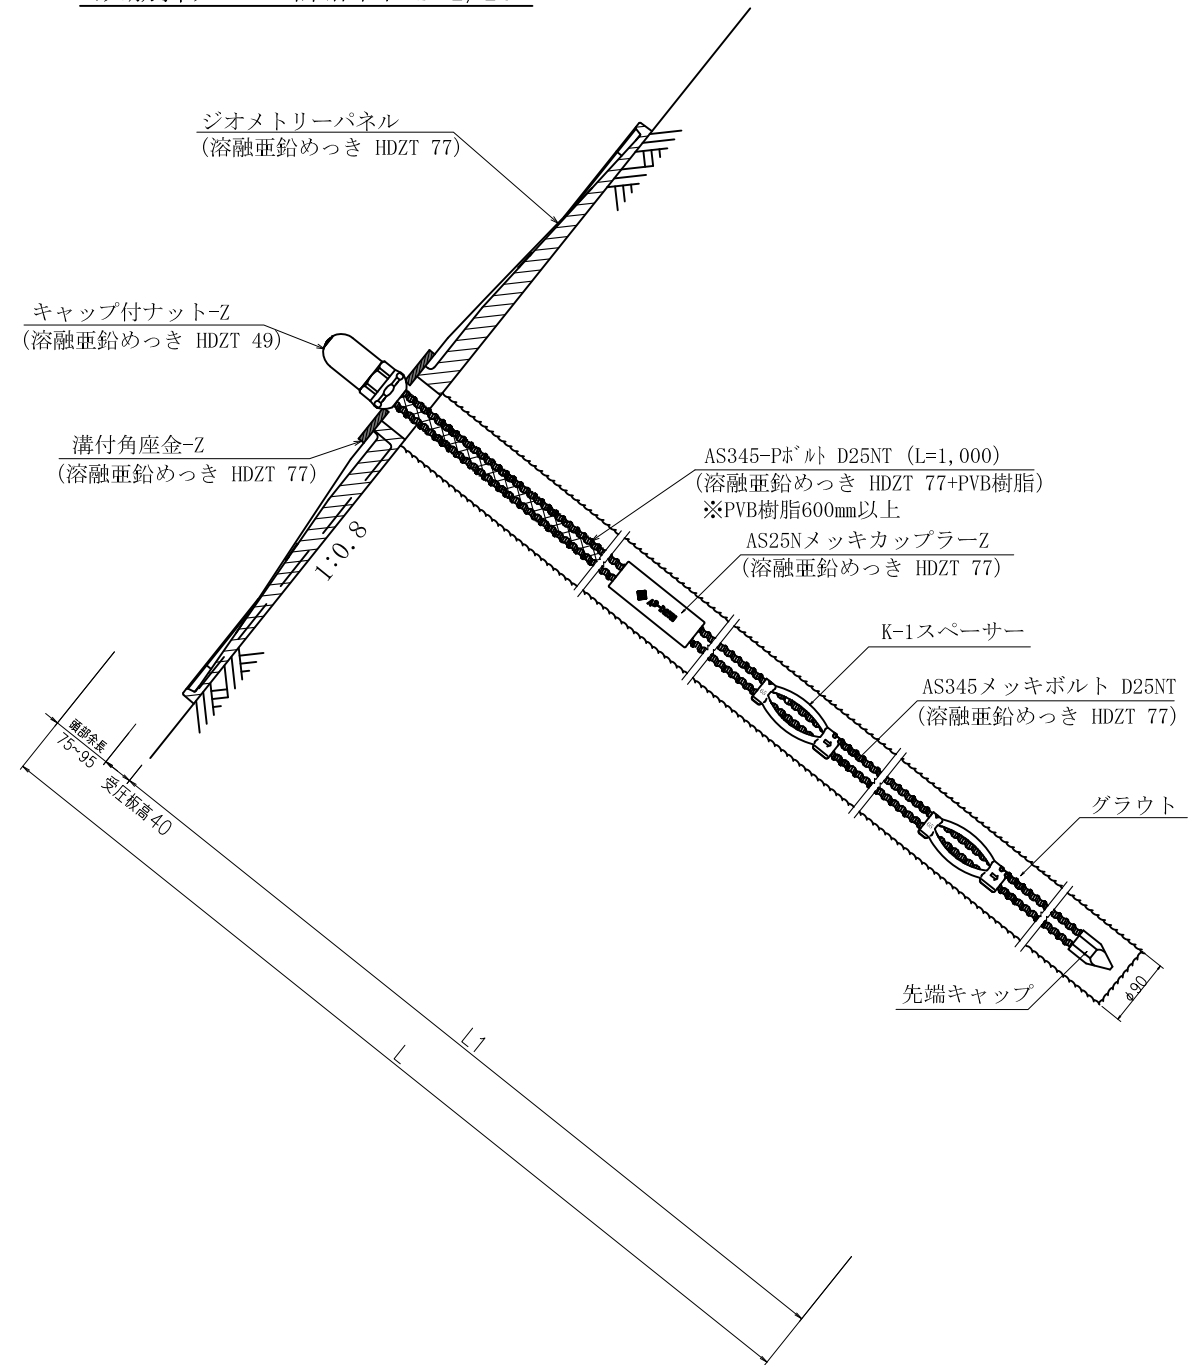 ジオメトリーパネル
(溶融亜鉛めっき HDZT 77)
キャップ付ナット-Z
(溶融亜鉛めっき HDZT 49)
溝付角座金-Z
(溶融亜鉛めっき HDZT 77)
1:0.8
AS345-Pﾎﾞﾙﾄ D25NT (L=1,000)
(溶融亜鉛めっき HDZT 77+PVB樹脂)
※PVB樹脂600mm以上
AS25NメッキカップラーZ
(溶融亜鉛めっき HDZT 77)
K-1スペーサー
AS345メッキボルト D25NT
(溶融亜鉛めっき HDZT 77)
グラウト
先端キャップ
φ90
頭部余長
75~95
受圧板高40
L1
L